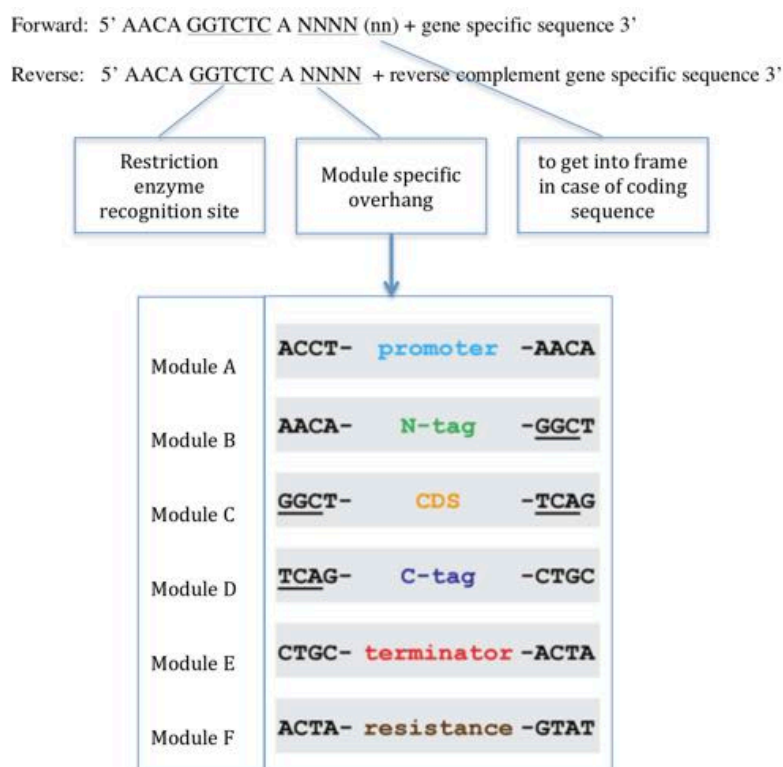 Forward: 5’ AACA GGTCTC A NNNN (nn) + gene specific sequence 3’
Reverse: 5’ AACA GGTCTC A NNNN + reverse complement gene specific sequence 3’
Restriction
enzyme
recognition site
Module specific
overhang
to get into frame
in case of coding
sequence
Module A ACCT- promoter -AACA
Module B AACA- N-tag -GGCT
Module C GGCT- CDS -TCAG
Module D TCAG- C-tag -CTGC
Module E CTGC- terminator -ACTA
Module F ACTA- resistance -GTAT